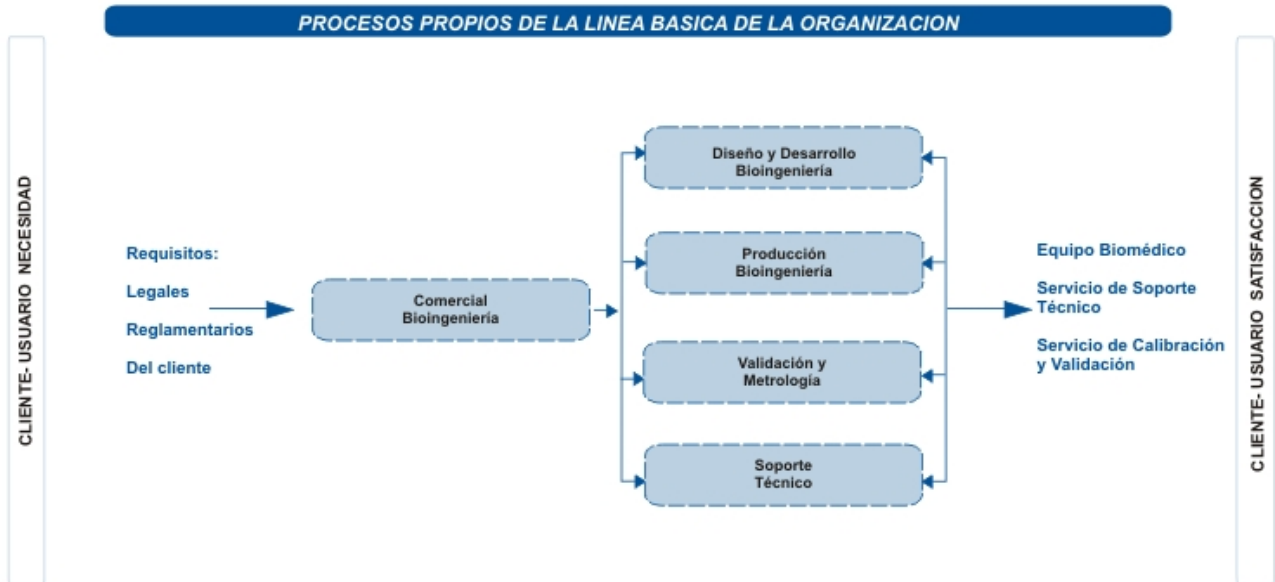 PROCESOS PROPIOS DE LA LINEA BASICA DE LA ORGANIZACION
CLIENTE- USUARIO NECESIDAD
Requisitos:
Legales
Reglamentarios
Del cliente
Comercial
Bioingeniería
Diseño y Desarrollo
Bioingeniería
Producción
Bioingeniería
Validación y
Metrología
Soporte
Técnico
Equipo Biomédico
Servicio de Soporte
Técnico
Servicio de Calibración
y Validación
CLIENTE- USUARIO SATISFACCION